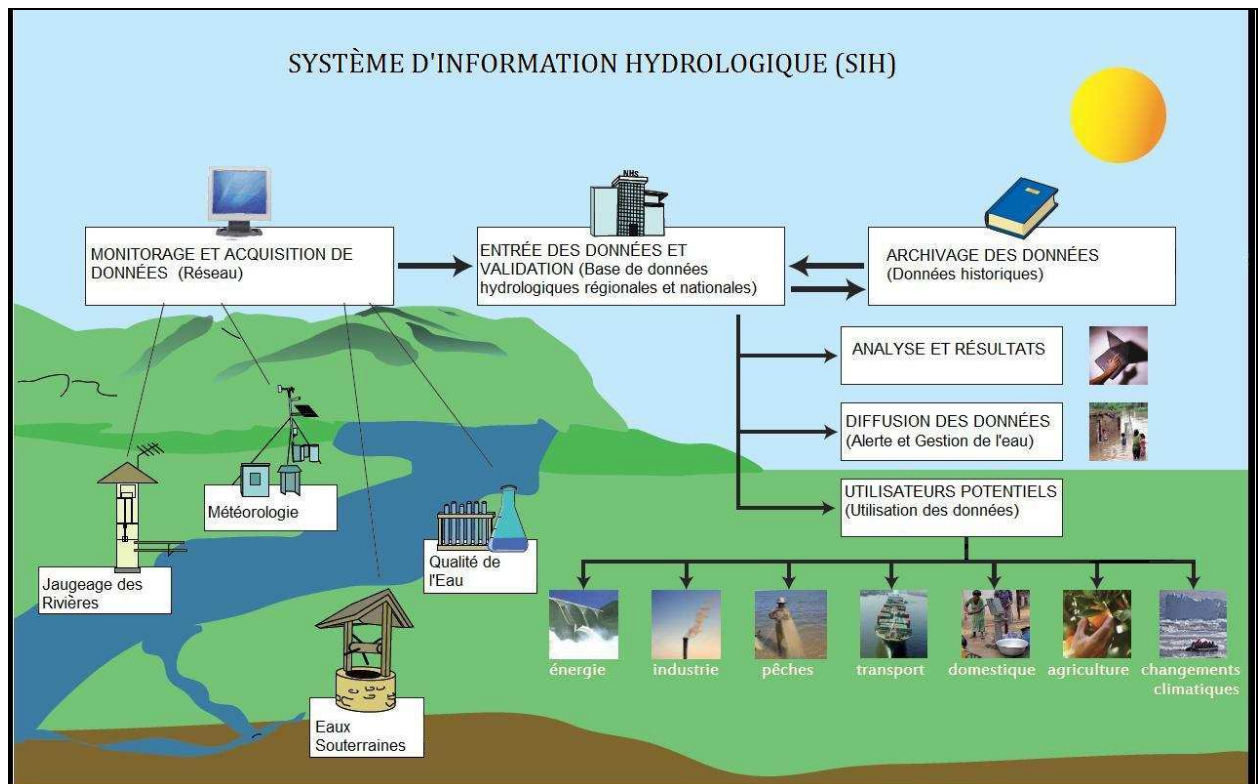 SYSTÈME D'INFORMATION HYDROLOGIQUE (SIH)
NHS
MONITORAGE ET ACQUISITION DE
DONNÉES (Réseau)
ENTRÉE DES DONNÉES ET
VALIDATION (Base de données
hydrologiques régionales et nationales)
ARCHIVAGE DES DONNÉES
(Données historiques)
ANALYSE ET RÉSULTATS
DIFFUSION DES DONNÉES
(Alerte et Gestion de l'eau)
UTILISATEURS POTENTIELS
(Utilisation des données)
Météorologie
Jaugeage des
Rivières
Qualité de
l'Eau
Eaux
Souterraines
énergie
industrie
pêches
transport
domestique
agriculture
changements
climatiques